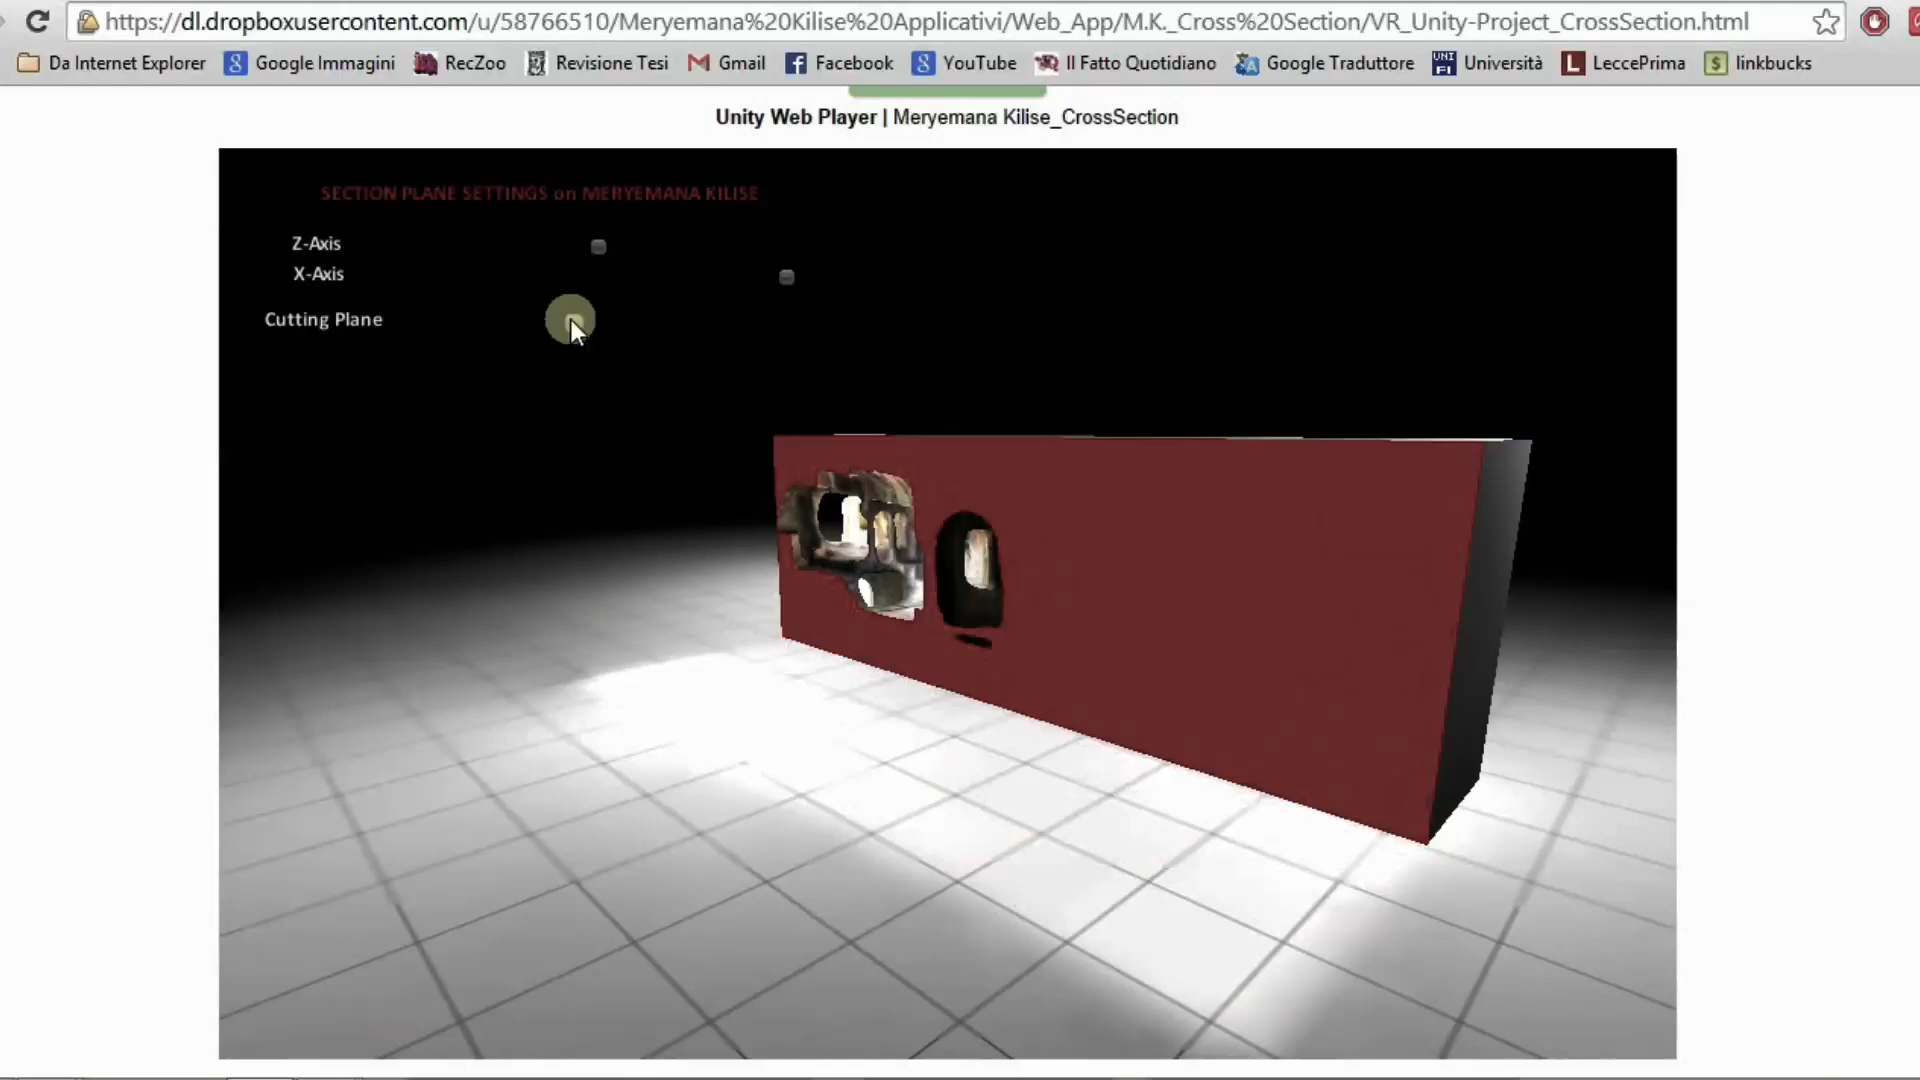 https://dl.dropboxusercontent.com/u/58766510/Meryemana%20Kilise%20Applicativi/Web_App/M.K._Cross%20Section/VR_Unity-Project_CrossSection.html
Da Internet Explorer Google Immagini RecZoo Revisione Tesi Gmail Facebook YouTube Il Fatto Quotidiano Google Traduttore UNI FI Università L LeccePrima $ linkbucks
Unity Web Player | Meryemana Kilise_CrossSection
SECTION PLANE SETTINGS on MERYEMANA KILISE
Z-Axis
X-Axis
Cutting Plane